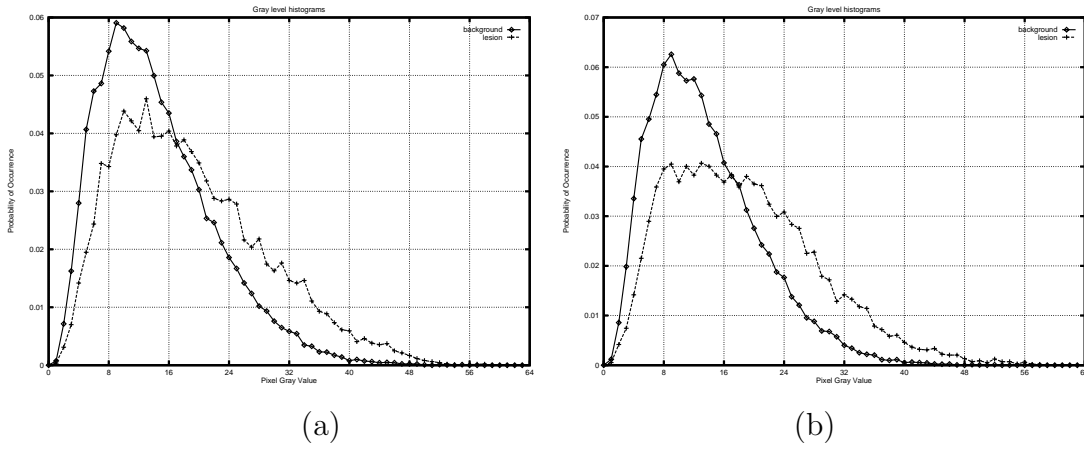 Gray level histograms
0.06
0.05
0.04
0.03
0.02
0.01
0
Probability of Occurrence
background
lesion
0 8 16 24 32 40 48 56 64
Pixel Gray Value
(a)
Gray level histograms
0.07
0.06
0.05
0.04
0.03
0.02
0.01
0
Probability of Occurrence
background
lesion
0 8 16 24 32 40 48 56 64
Pixel Gray Value
(b)